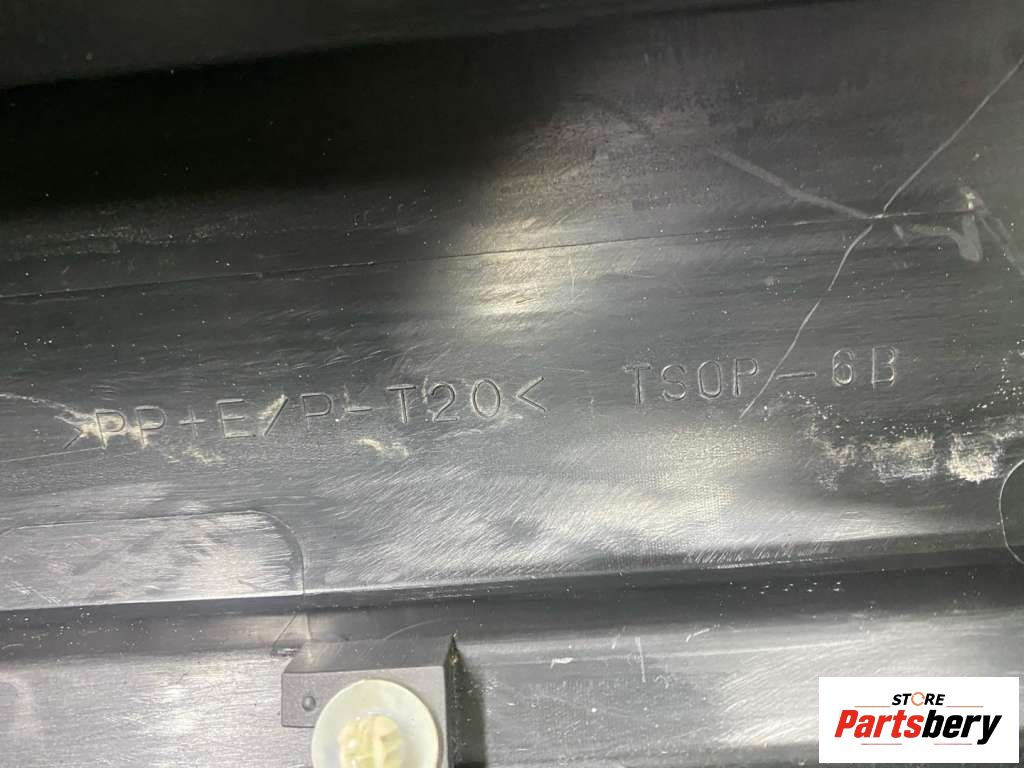 >PP+E/P-T20< TSOP-6B
STORE
Partsbery